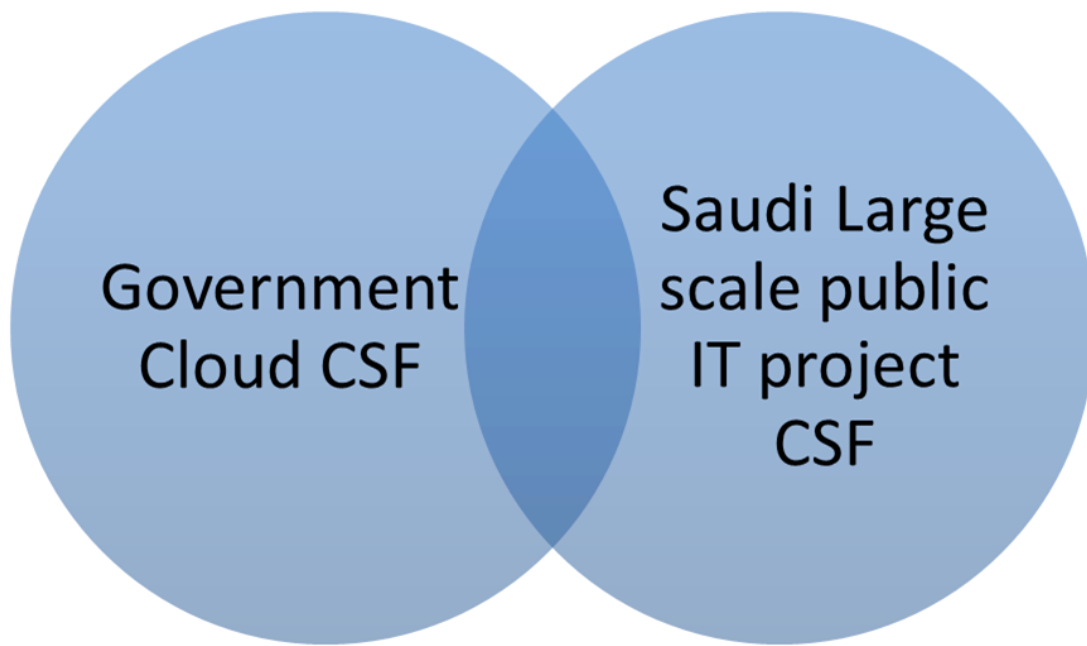 Government
Cloud CSF
Saudi Large
scale public
IT project
CSF